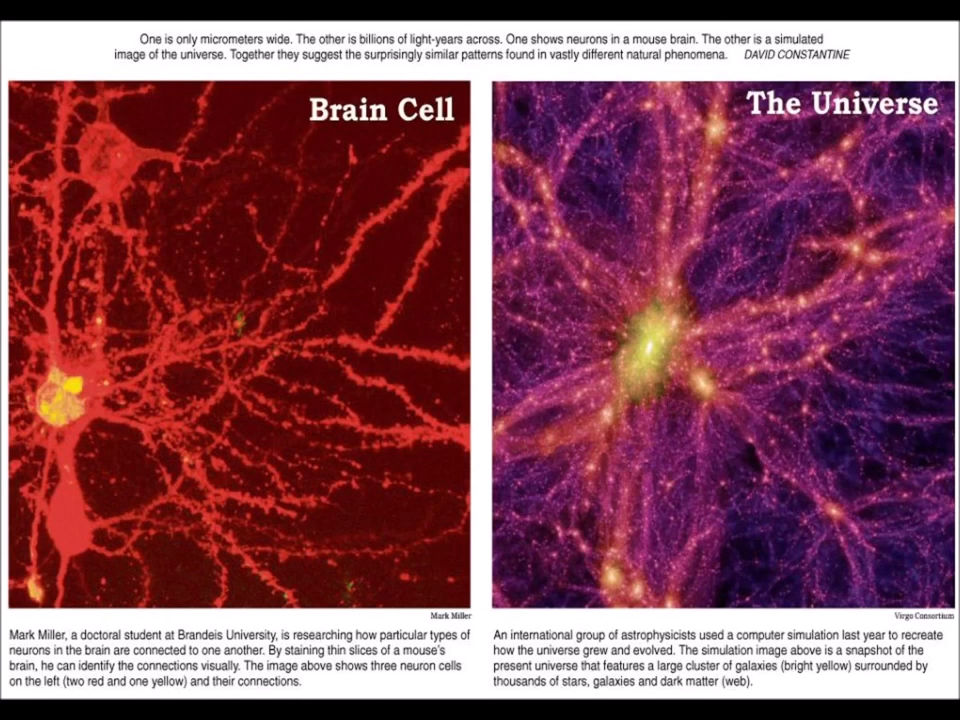 One is only micrometers wide. The other is billions of light-years across. One shows neurons in a mouse brain. The other is a simulated
image of the universe. Together they suggest the surprisingly similar patterns found in vastly different natural phenomena. DAVID CONSTANTINE
Brain Cell
Mark Miller
Mark Miller, a doctoral student at Brandeis University, is researching how particular types of
neurons in the brain are connected to one another. By staining thin slices of a mouse's
brain, he can identify the connections visually. The image above shows three neuron cells
on the left (two red and one yellow) and their connections.
The Universe
Virgo Consortium
An international group of astrophysicists used a computer simulation last year to recreate
how the universe grew and evolved. The simulation image above is a snapshot of the
present universe that features a large cluster of galaxies (bright yellow) surrounded by
thousands of stars, galaxies and dark matter (web).